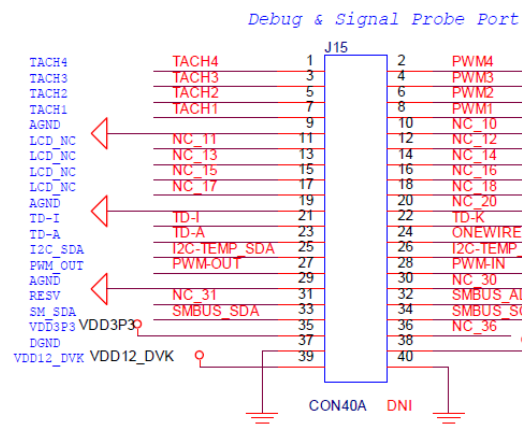 Debug & Signal Probe Port
J15
TACH4 TACH4 1 2 PWM4
TACH3 TACH3 3 4 PWM3
TACH2 TACH2 5 6 PWM2
TACH1 TACH1 7 8 PWM1
AGND 9 10 NC_10
LCD_NC NC_11 11 12 NC_12
LCD_NC NC_13 13 14 NC_14
LCD_NC NC_15 15 16 NC_16
LCD_NC NC_17 17 18 NC_18
AGND 19 20 NC_20
TD-I TD-I 21 22 TD-K
TD-A TD-A 23 24 ONEWIRE
I2C_SDA I2C-TEMP_SDA 25 26 I2C-TEMP_
PWM_OUT PWM-OUT 27 28 PWM-IN
AGND 29 30 NC_30
RESV NC_31 31 32 SMBUS_AD
SM_SDA SMBUS_SDA 33 34 SMBUS_SC
VDD3P3 VDD3P3 35 36 NC_36
DGND 37 38
VDD12_DVK VDD12_DVK 39 40
CON40A DNI